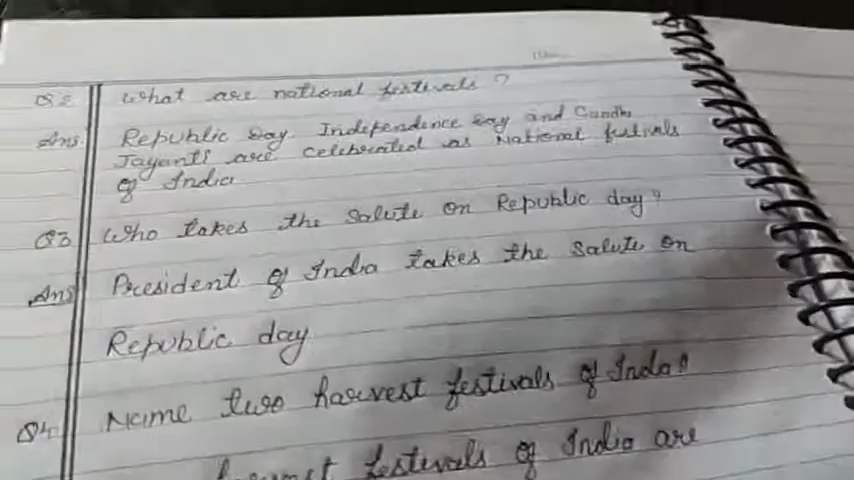 Q2 What are national festivals ?
Ans Republic Day Independence Day and Gandhi
Jayanti are celebrated as National festivals
of India
Q3 Who takes the salute on Republic day?
Ans President of India takes the salute on
Republic day
Q4. Name two harvest festivals of India?
harvest festivals of India are